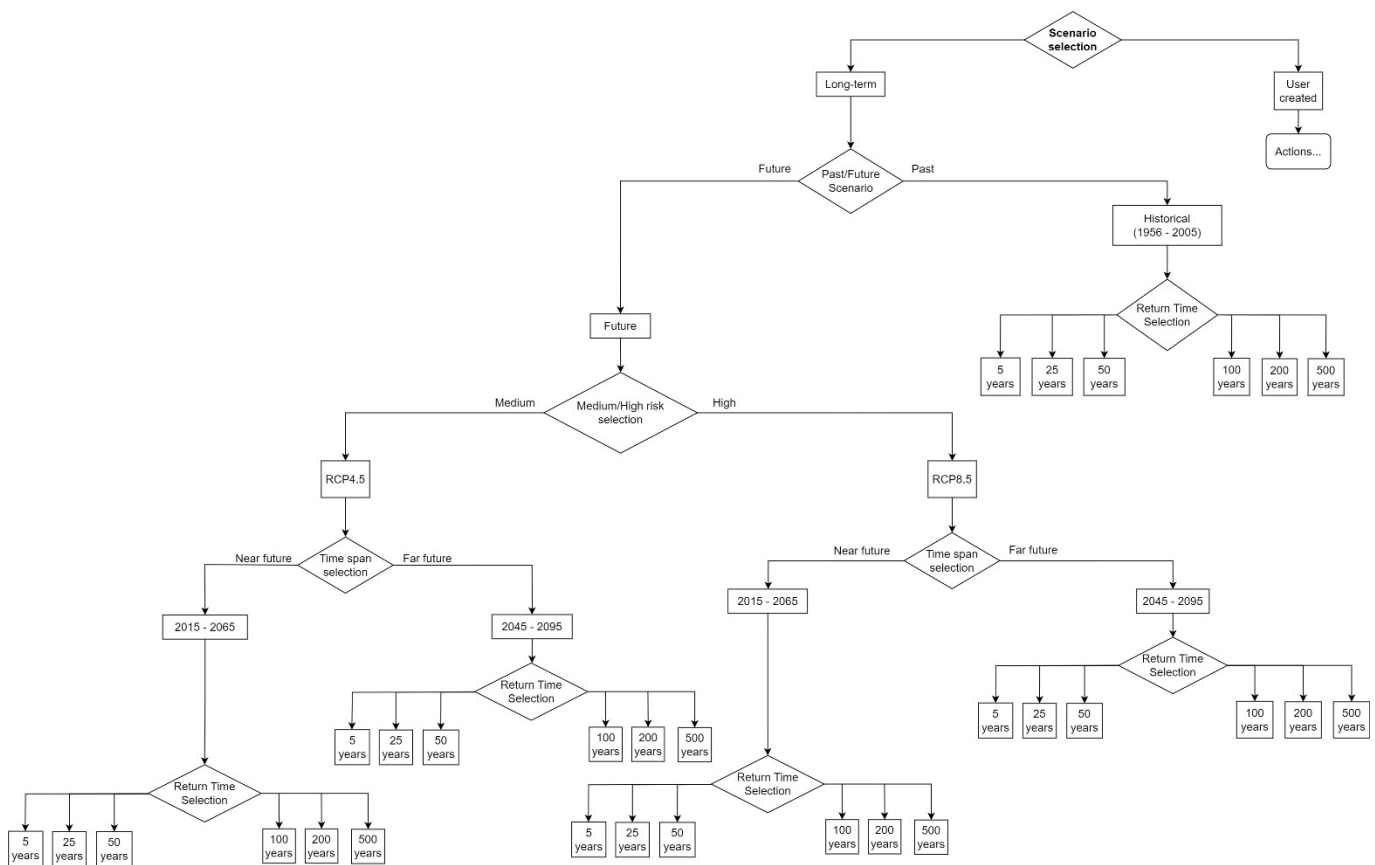 Scenario
selection
Long-term
User
created
Actions...
Future
Past/Future
Scenario
Past
Historical
(1956 - 2005)
Return Time
Selection
5
years
25
years
50
years
100
years
200
years
500
years
Future
Medium
Medium/High risk
selection
High
RCP4.5
RCP8.5
Near future
Time span
selection
Far future
Near future
Time span
selection
Far future
2015 - 2065
2045 - 2095
2015 - 2065
2045 - 2095
Return Time
Selection
5
years
25
years
50
years
100
years
200
years
500
years
Return Time
Selection
5
years
25
years
50
years
100
years
200
years
500
years
Return Time
Selection
5
years
25
years
50
years
100
years
200
years
500
years
Return Time
Selection
5
years
25
years
50
years
100
years
200
years
500
years